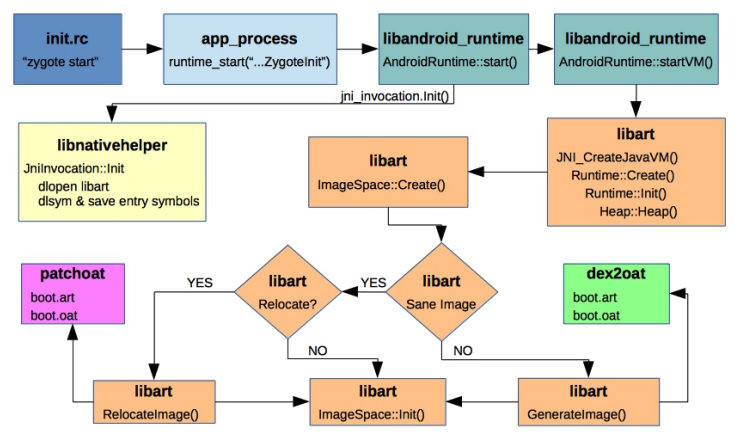 init.rc
"zygote start"
app_process
runtime_start("...ZygoteInit")
libandroid_runtime
AndroidRuntime::start()
libandroid_runtime
AndroidRuntime::startVM()
jni_invocation.Init()
libnativehelper
JniInvocation::Init
dlopen libart
dlsym & save entry symbols
libart
ImageSpace::Create()
libart
JNI_CreateJavaVM()
Runtime::Create()
Runtime::Init()
Heap::Heap()
patchoat
boot.art
boot.oat
YES
libart
Relocate?
YES
libart
Sane Image
dex2oat
boot.art
boot.oat
NO
NO
libart
RelocateImage()
libart
ImageSpace::Init()
libart
GenerateImage()